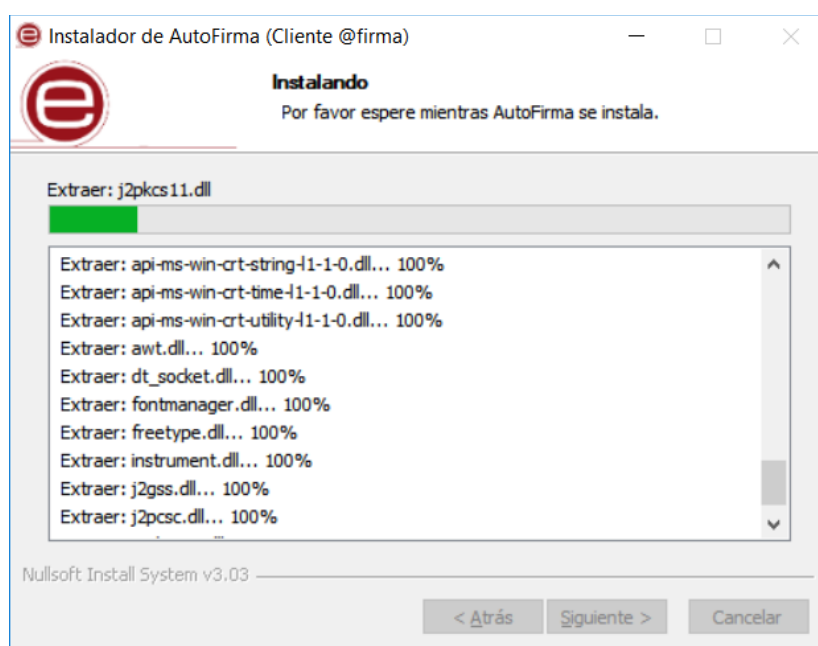 Instalador de AutoFirma (Cliente @firma)
Instalando
Por favor espere mientras AutoFirma se instala.
Extraer: j2pkcs11.dll
Extraer: api-ms-win-crt-string-l1-1-0.dll... 100%
Extraer: api-ms-win-crt-time-l1-1-0.dll... 100%
Extraer: api-ms-win-crt-utility-l1-1-0.dll... 100%
Extraer: awt.dll... 100%
Extraer: dt_socket.dll... 100%
Extraer: fontmanager.dll... 100%
Extraer: freetype.dll... 100%
Extraer: instrument.dll... 100%
Extraer: j2gss.dll... 100%
Extraer: j2pcsc.dll... 100%
Nullsoft Install System v3.03
< Atrás Siguiente > Cancelar